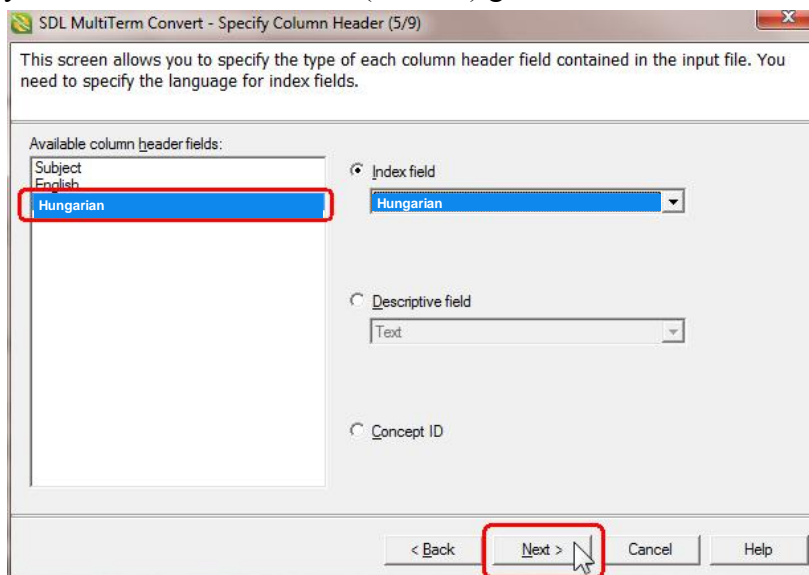 SDL MultiTerm Convert - Specify Column Header (5/9)
This screen allows you to specify the type of each column header field contained in the input file. You
need to specify the language for index fields.
Available column header fields:
Subject
English
Hungarian
Index field
Hungarian
Descriptive field
Text
Concept ID
< Back
Next >
Cancel
Help